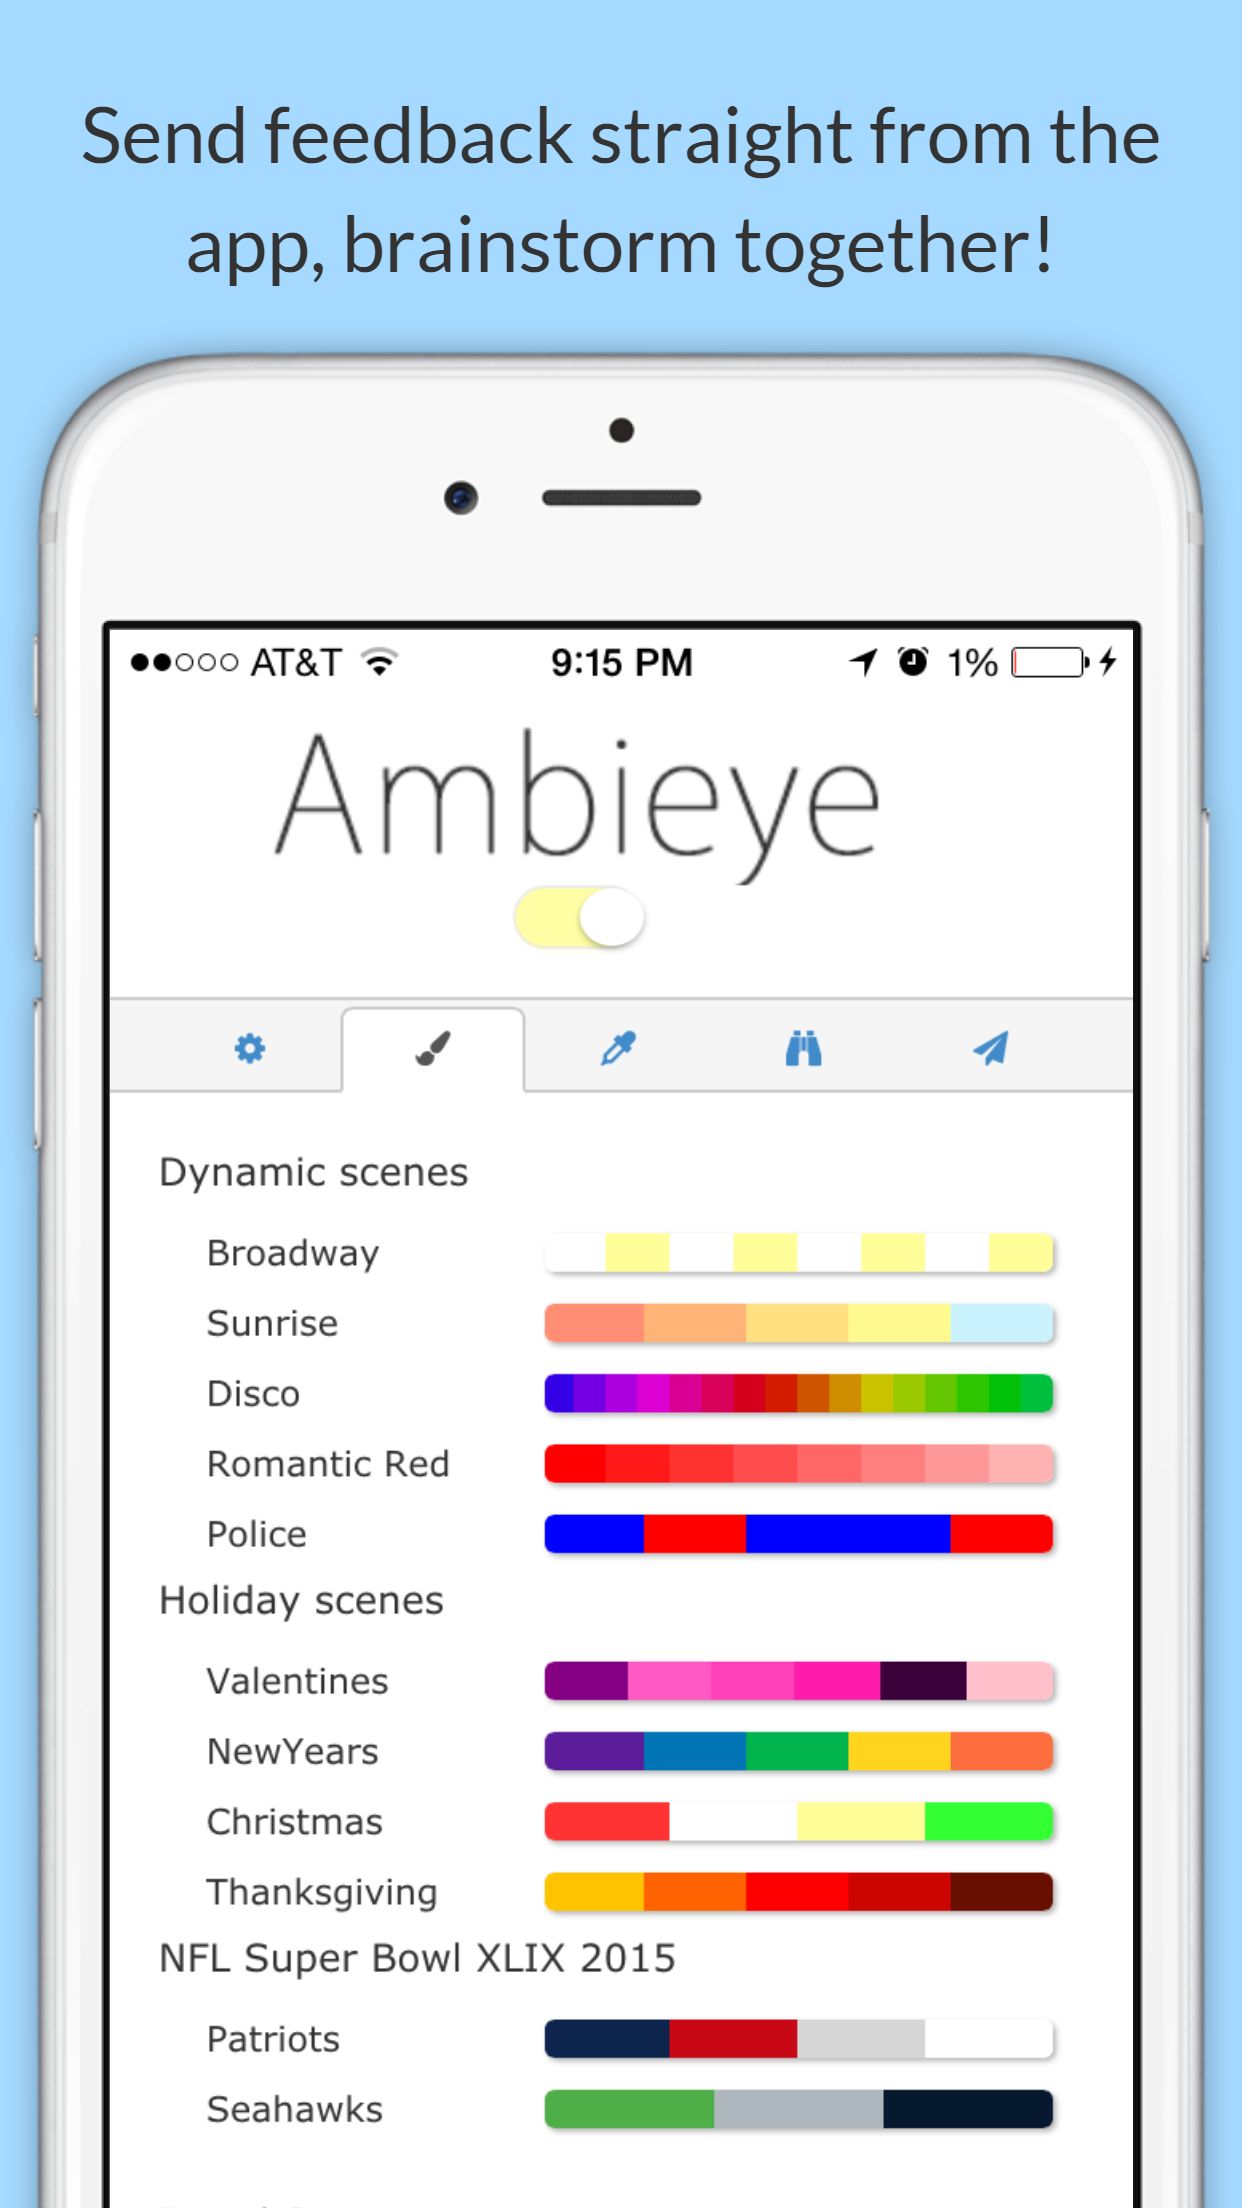 Send feedback straight from the
app, brainstorm together!
AT&T 9:15 PM 1%
Ambieye
Dynamic scenes
Broadway
Sunrise
Disco
Romantic Red
Police
Holiday scenes
Valentines
NewYears
Christmas
Thanksgiving
NFL Super Bowl XLIX 2015
Patriots
Seahawks